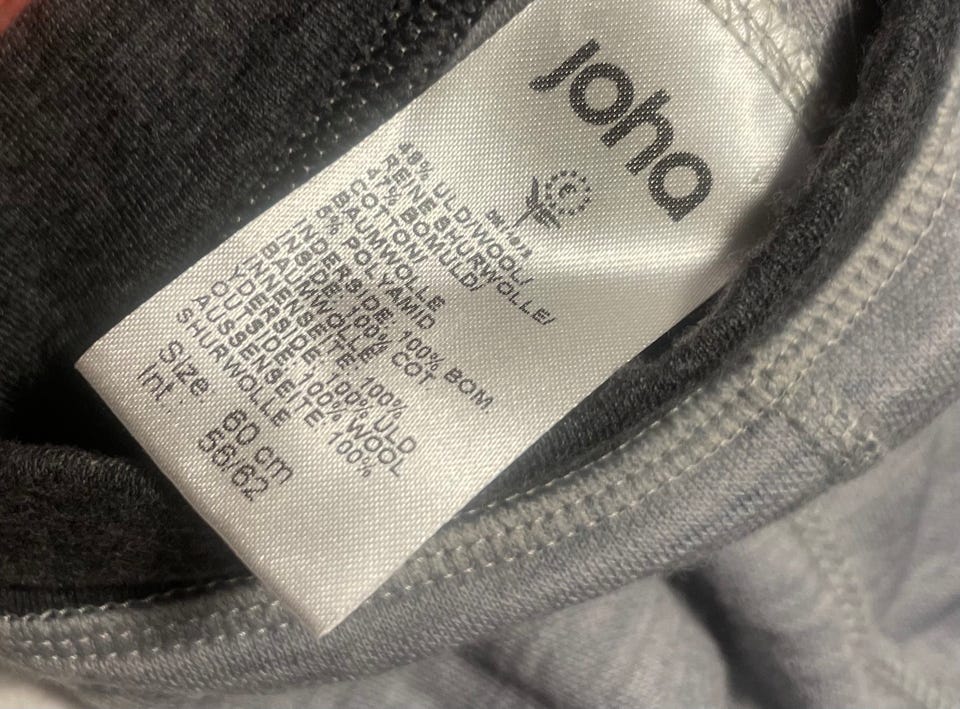 joha
48% ULD/WOOL/
REINE SHURWOLLE/
47% BOMULD/
COTTON/
BAUMWOLLE
5% POLYAMID
INDERSIDE: 100% BOM.
INSIDE: 100% COT
INNENSEITE: 100%
BAUMWOLLE
YDERSIDE: 100% ULD
OUTSIDE: 100% WOOL
AUSSENSEITE: 100%
SHURWOLLE
Size 60 cm
Int.. 56/62